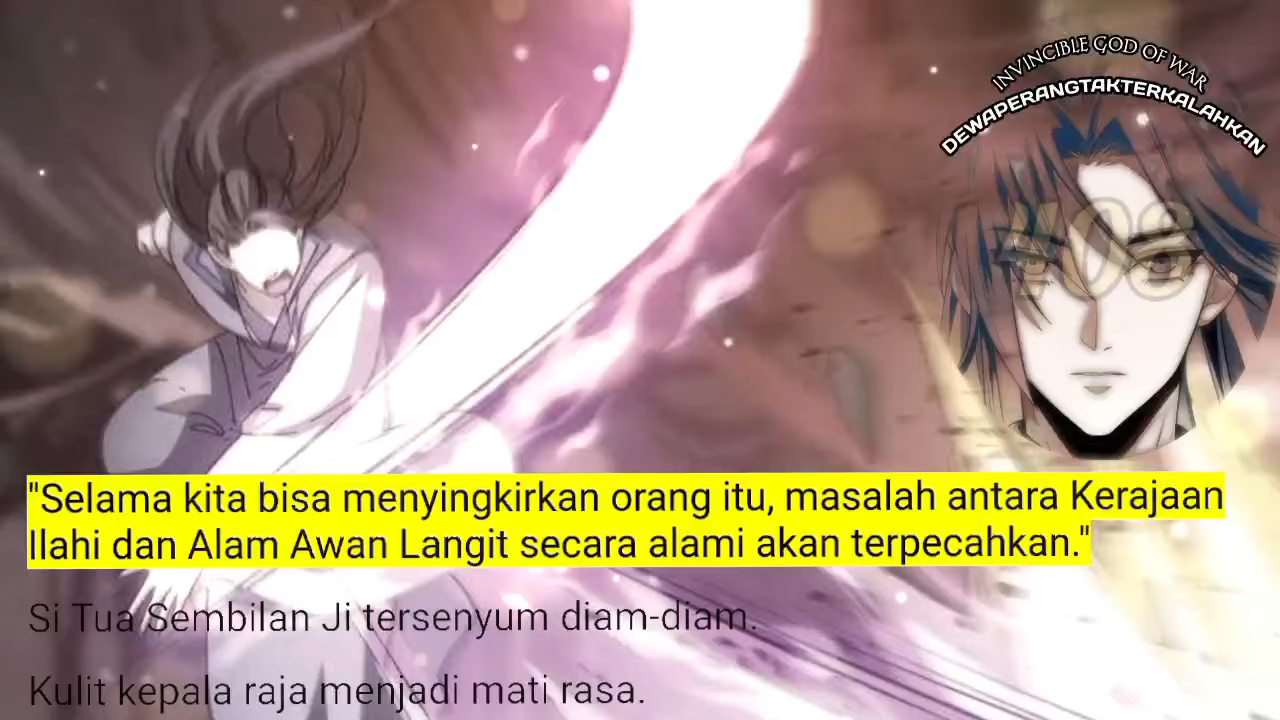 INVINCIBLE GOD OF WAR
DEWAPERANGTAKTERKALAHKAN
"Selama kita bisa menyingkirkan orang itu, masalah antara Kerajaan
Ilahi dan Alam Awan Langit secara alami akan terpecahkan."
Si Tua Sembilan Ji tersenyum diam-diam.
Kulit kepala raja menjadi mati rasa.